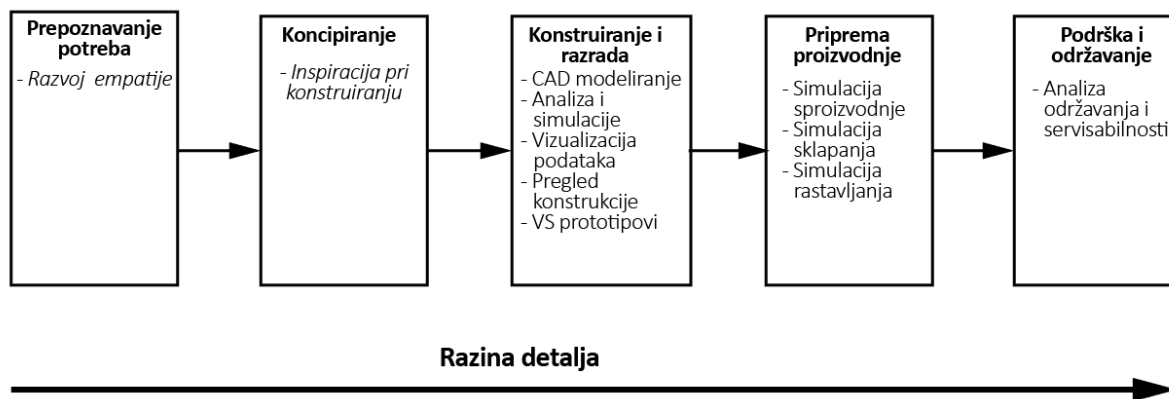 Prepoznavanje
potreba
- Razvoj empatije
Koncipiranje
- Inspiracija pri
konstruiranju
Konstruiranje i
razrada
- CAD modeliranje
- Analiza i
simulacije
- Vizualizacija
podataka
- Pregled
konstrukcije
- VS prototipovi
Priprema
proizvodnje
- Simulacija
sproizvodnje
- Simulacija
sklapanja
- Simulacija
rastavljanja
Podrška i
održavanje
- Analiza
održavanja i
servisabilnosti
Razina detalja